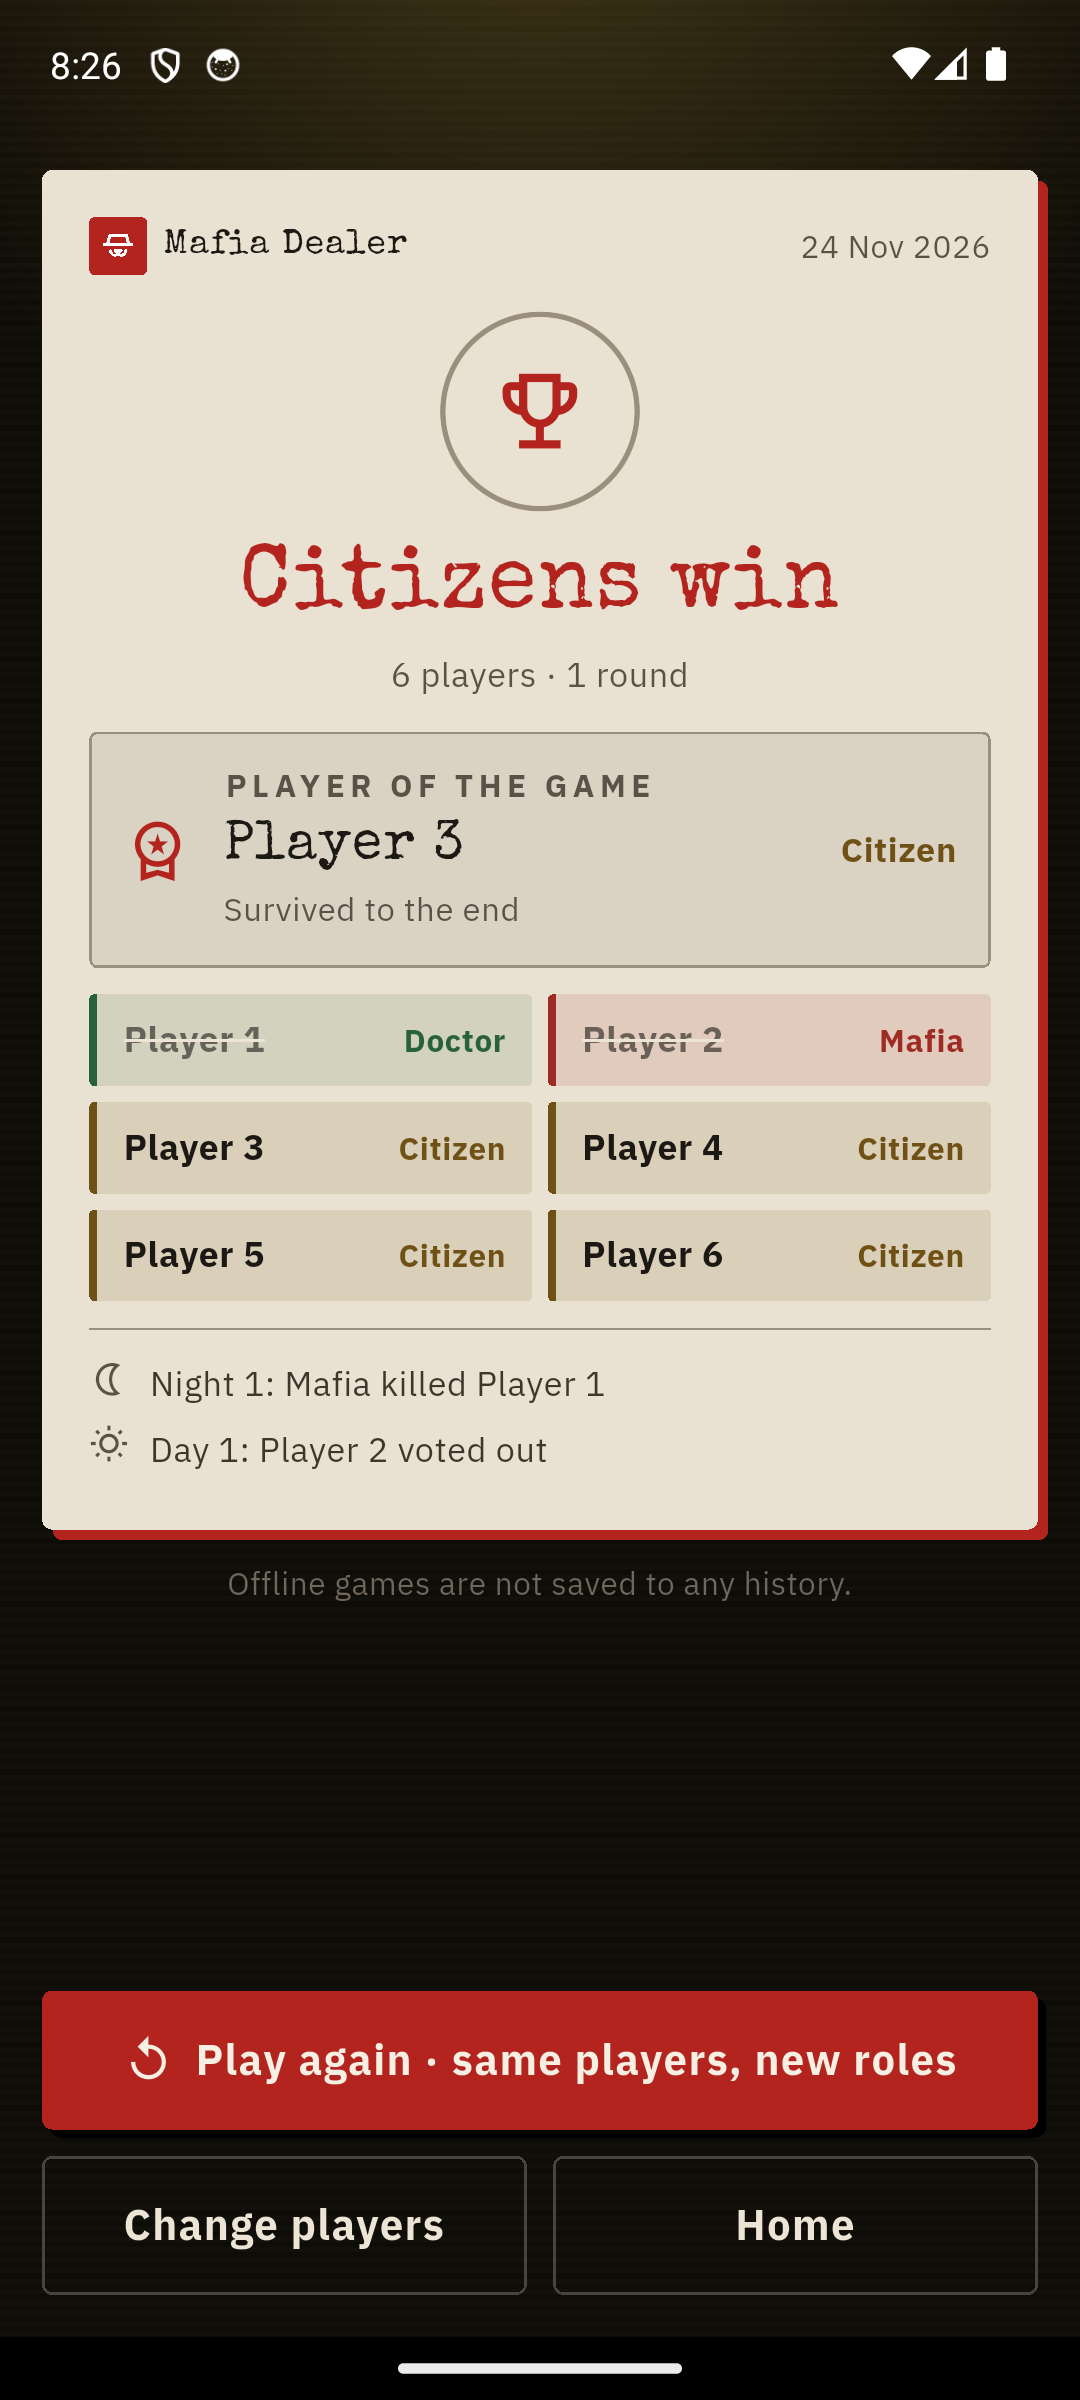 8:26
Mafia Dealer
24 Nov 2026
Citizens win
6 players · 1 round
PLAYER OF THE GAME
Player 3
Citizen
Survived to the end
Player 1 Doctor
Player 2 Mafia
Player 3 Citizen
Player 4 Citizen
Player 5 Citizen
Player 6 Citizen
Night 1: Mafia killed Player 1
Day 1: Player 2 voted out
Offline games are not saved to any history.
Play again · same players, new roles
Change players
Home